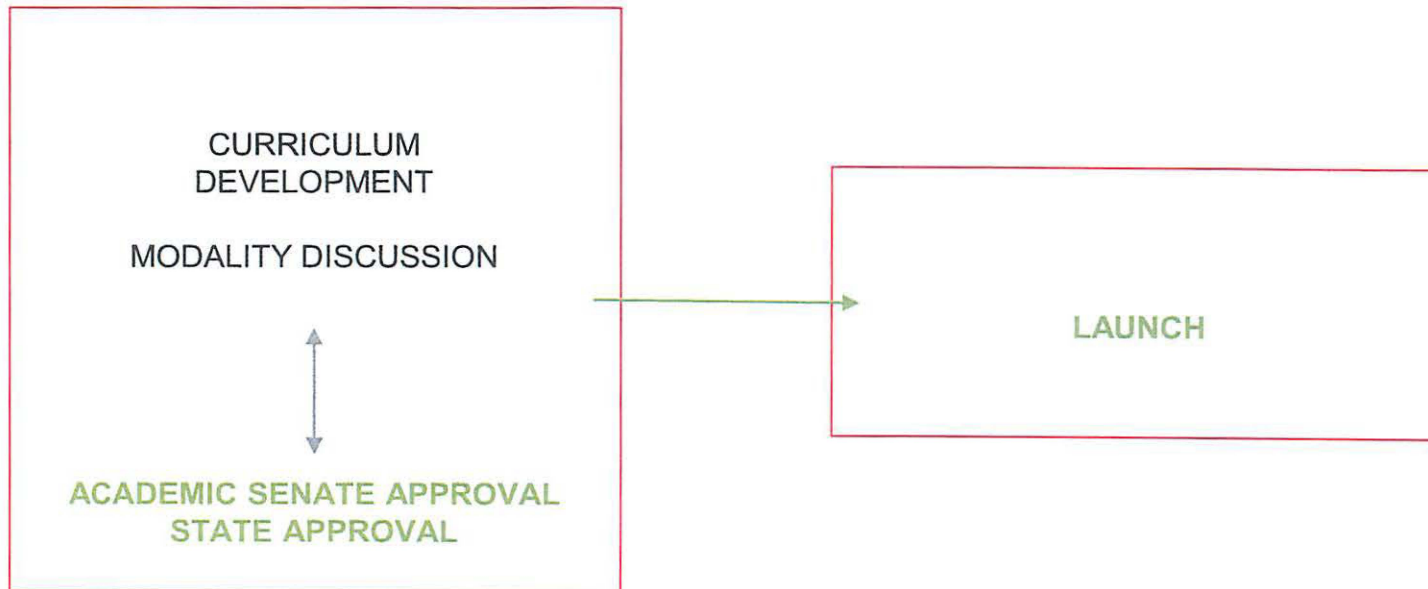 CURRICULUM
DEVELOPMENT
MODALITY DISCUSSION
ACADEMIC SENATE APPROVAL
STATE APPROVAL
LAUNCH